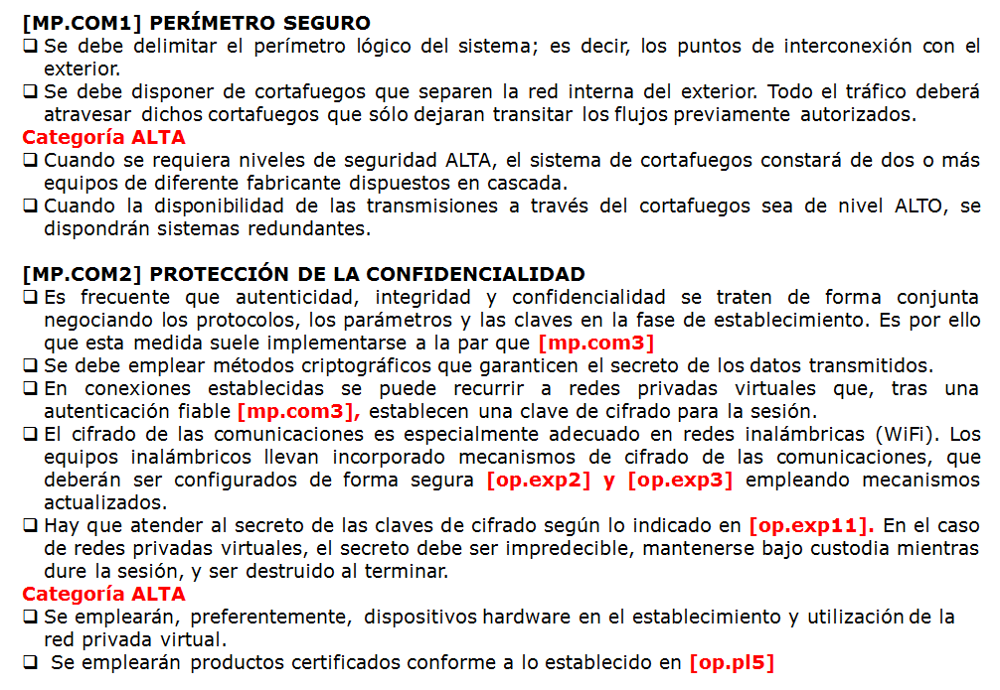 [MP.COM1] PERÍMETRO SEGURO
❑ Se debe delimitar el perímetro lógico del sistema; es decir, los puntos de interconexión con el
exterior.
❑ Se debe disponer de cortafuegos que separen la red interna del exterior. Todo el tráfico deberá
atravesar dichos cortafuegos que sólo dejaran transitar los flujos previamente autorizados.
Categoría ALTA
❑ Cuando se requiera niveles de seguridad ALTA, el sistema de cortafuegos constará de dos o más
equipos de diferente fabricante dispuestos en cascada.
❑ Cuando la disponibilidad de las transmisiones a través del cortafuegos sea de nivel ALTO, se
dispondrán sistemas redundantes.
[MP.COM2] PROTECCIÓN DE LA CONFIDENCIALIDAD
❑ Es frecuente que autenticidad, integridad y confidencialidad se traten de forma conjunta
negociando los protocolos, los parámetros y las claves en la fase de establecimiento. Es por ello
que esta medida suele implementarse a la par que [mp.com3]
❑ Se debe emplear métodos criptográficos que garanticen el secreto de los datos transmitidos.
❑ En conexiones establecidas se puede recurrir a redes privadas virtuales que, tras una
autenticación fiable [mp.com3], establecen una clave de cifrado para la sesión.
❑ El cifrado de las comunicaciones es especialmente adecuado en redes inalámbricas (WiFi). Los
equipos inalámbricos llevan incorporado mecanismos de cifrado de las comunicaciones, que
deberán ser configurados de forma segura [op.exp2] y [op.exp3] empleando mecanismos
actualizados.
❑ Hay que atender al secreto de las claves de cifrado según lo indicado en [op.exp11]. En el caso
de redes privadas virtuales, el secreto debe ser impredecible, mantenerse bajo custodia mientras
dure la sesión, y ser destruido al terminar.
Categoría ALTA
❑ Se emplearán, preferentemente, dispositivos hardware en el establecimiento y utilización de la
red privada virtual.
❑ Se emplearán productos certificados conforme a lo establecido en [op.pl5]